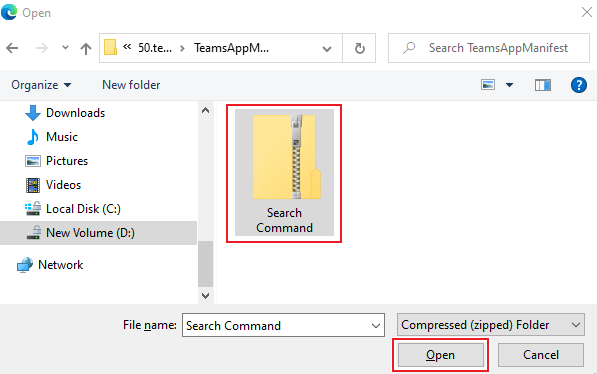 Open
« 50.te...
TeamsAppM...
Search TeamsAppManifest
Organize
New folder
?
Downloads
Music
Pictures
Videos
Local Disk (C:)
New Volume (D:)
Network
Search
Command
File name:
Search Command
Compressed (zipped) Folder
Open
Cancel